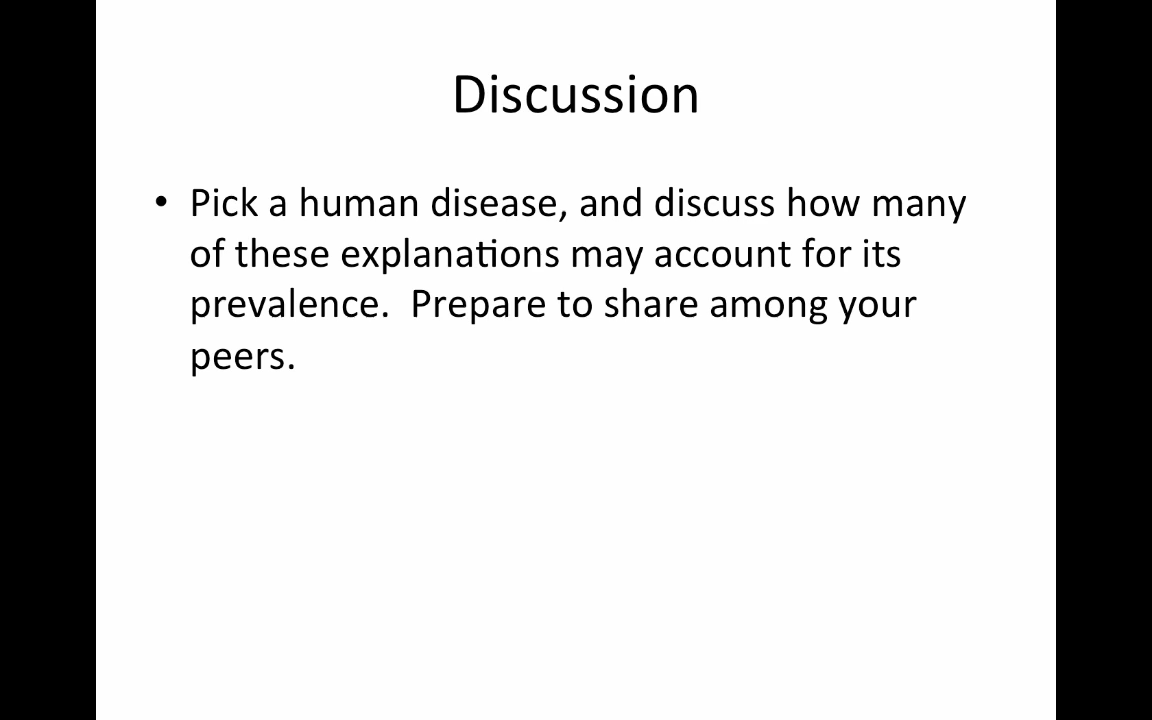 Discussion
• Pick a human disease, and discuss how many
of these explanations may account for its
prevalence.  Prepare to share among your
peers.